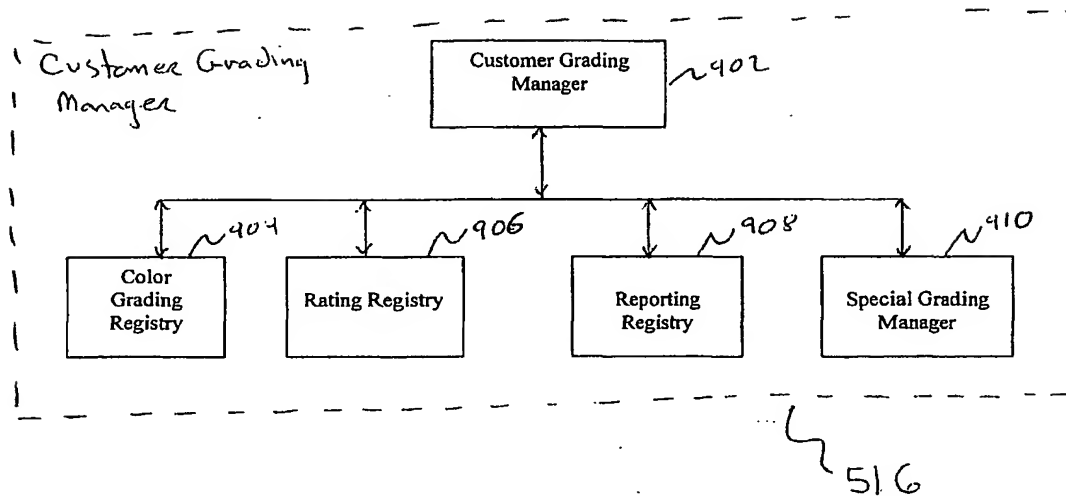 Customer Grading
Manager
Customer Grading
Manager
902
904
906
908
910
Color
Grading
Registry
Rating Registry
Reporting
Registry
Special Grading
Manager
516